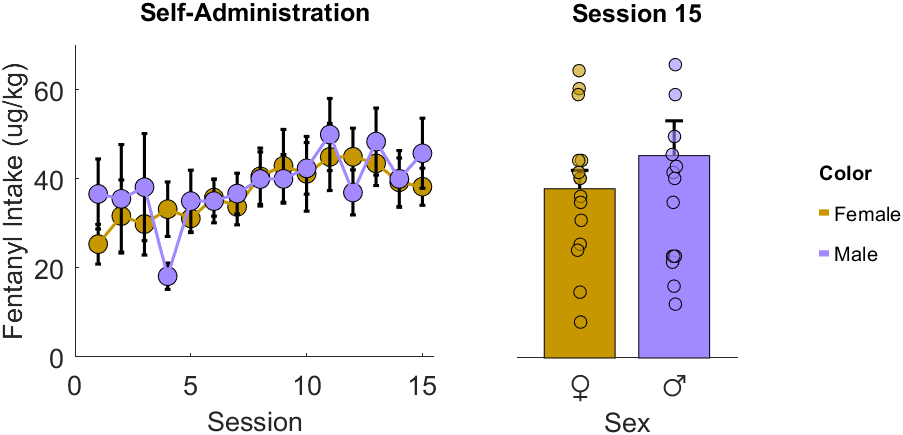 Self-Administration
Fentanyl Intake (ug/kg)
60
40
20
0
0 5 10 15
Session
Session 15
♀ ♂
Sex
Color
Female
Male